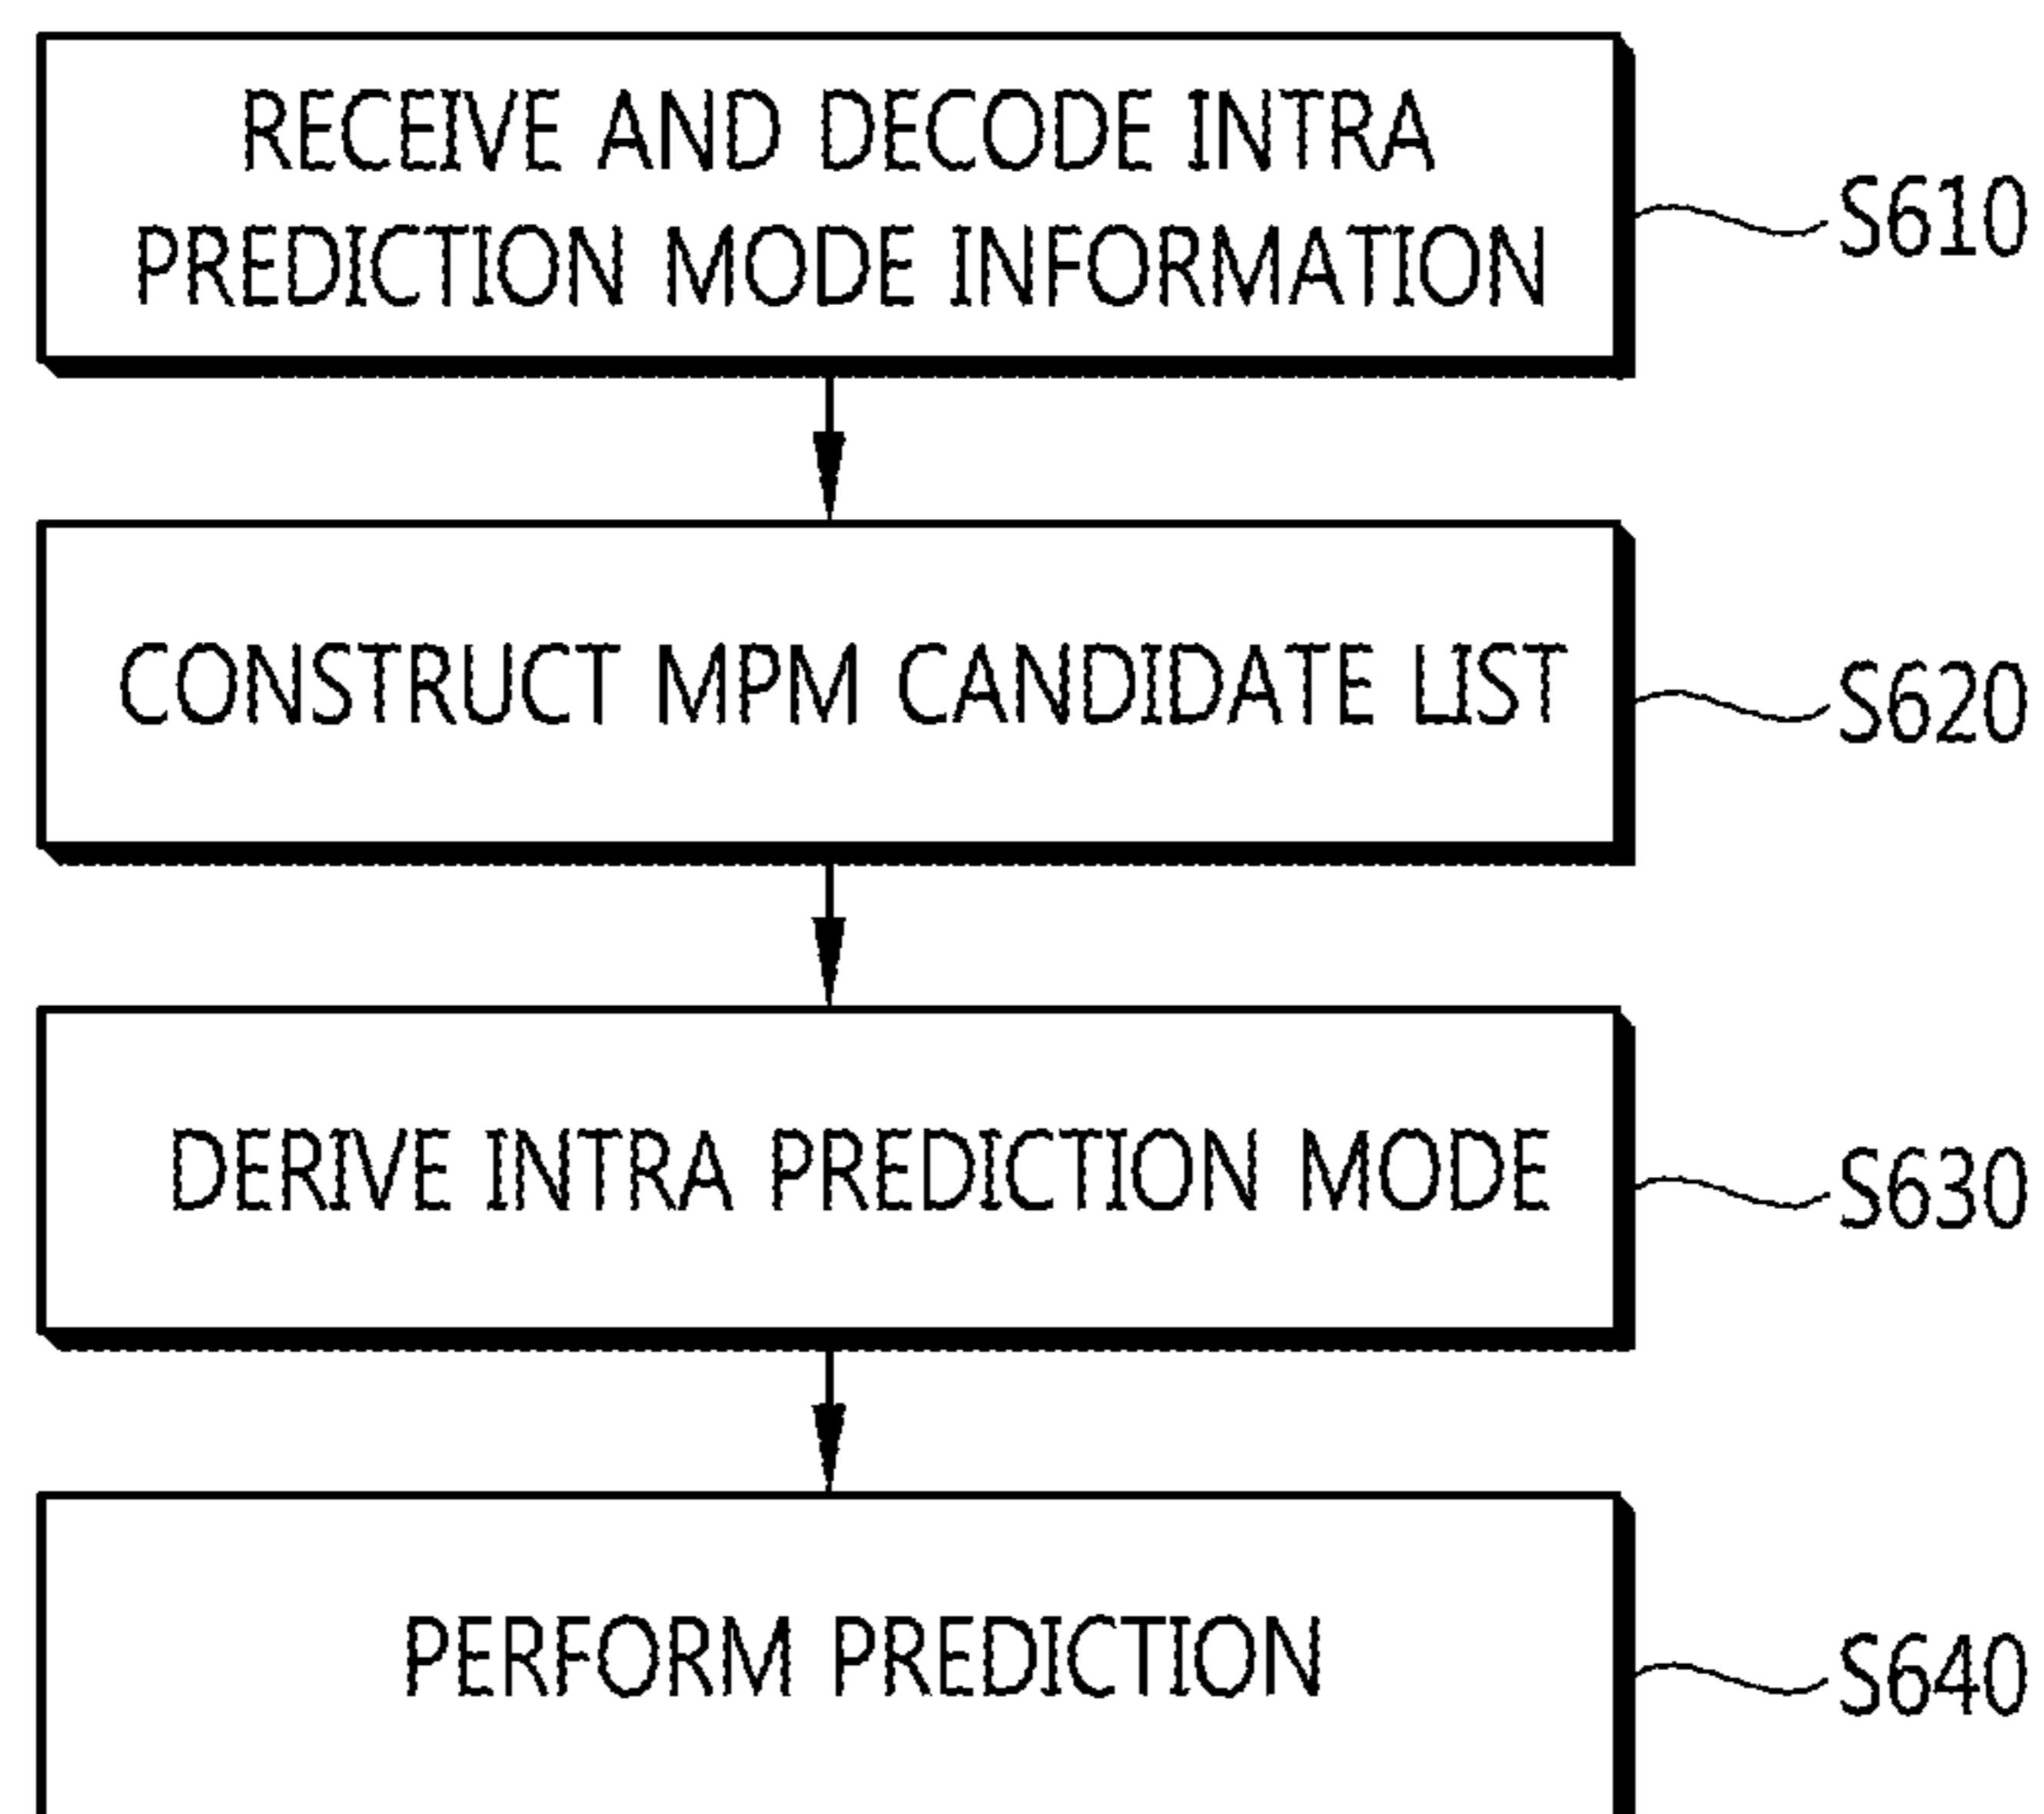 RECEIVE AND DECODE INTRA
PREDICTION MODE INFORMATION
S610
CONSTRUCT MPM CANDIDATE LIST
S620
DERIVE INTRA PREDICTION MODE
S630
PERFORM PREDICTION
S640